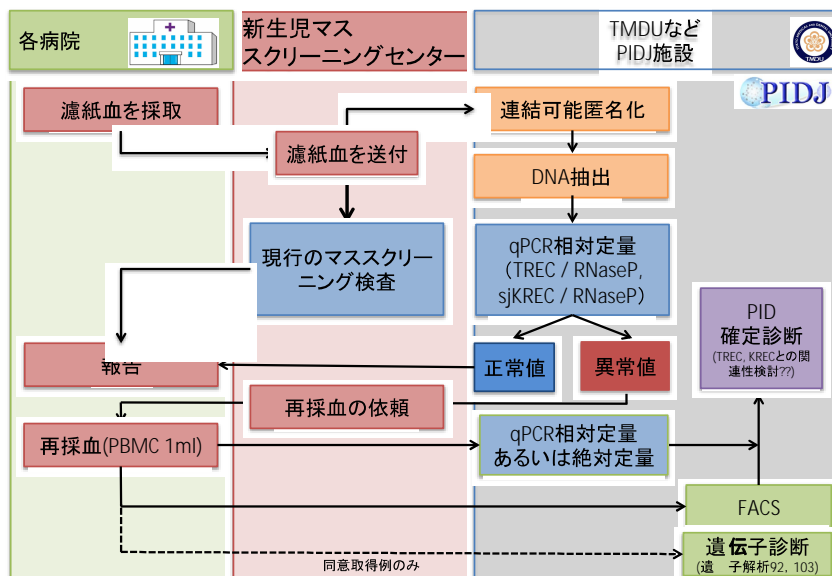 各病院
新生児マス
スクリーニングセンター
TMDUなど
PIDJ施設
TMDU
PIDJ
濾紙血を採取
連結可能匿名化
濾紙血を送付
DNA抽出
現行のマススクリー
ニング検査
qPCR相対定量
(TREC / RNaseP,
sjKREC / RNaseP)
PID
確定診断
(TREC, KRECとの関
連性検討??)
報告
正常値
異常値
再採血の依頼
再採血(PBMC 1ml)
qPCR相対定量
あるいは絶対定量
FACS
遺伝子診断
(遺 子解析92, 103)
同意取得例のみ